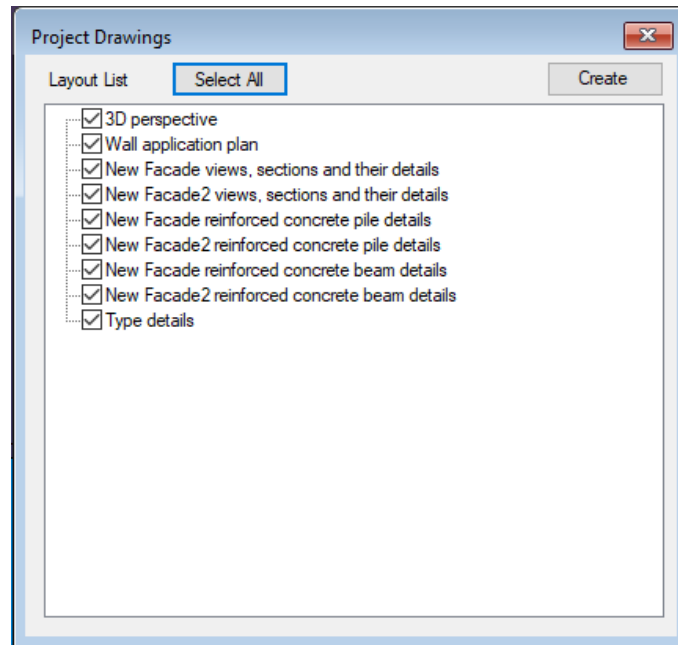 Project Drawings
Layout List Select All Create
3D perspective
Wall application plan
New Facade views, sections and their details
New Facade2 views, sections and their details
New Facade reinforced concrete pile details
New Facade2 reinforced concrete pile details
New Facade reinforced concrete beam details
New Facade2 reinforced concrete beam details
Type details